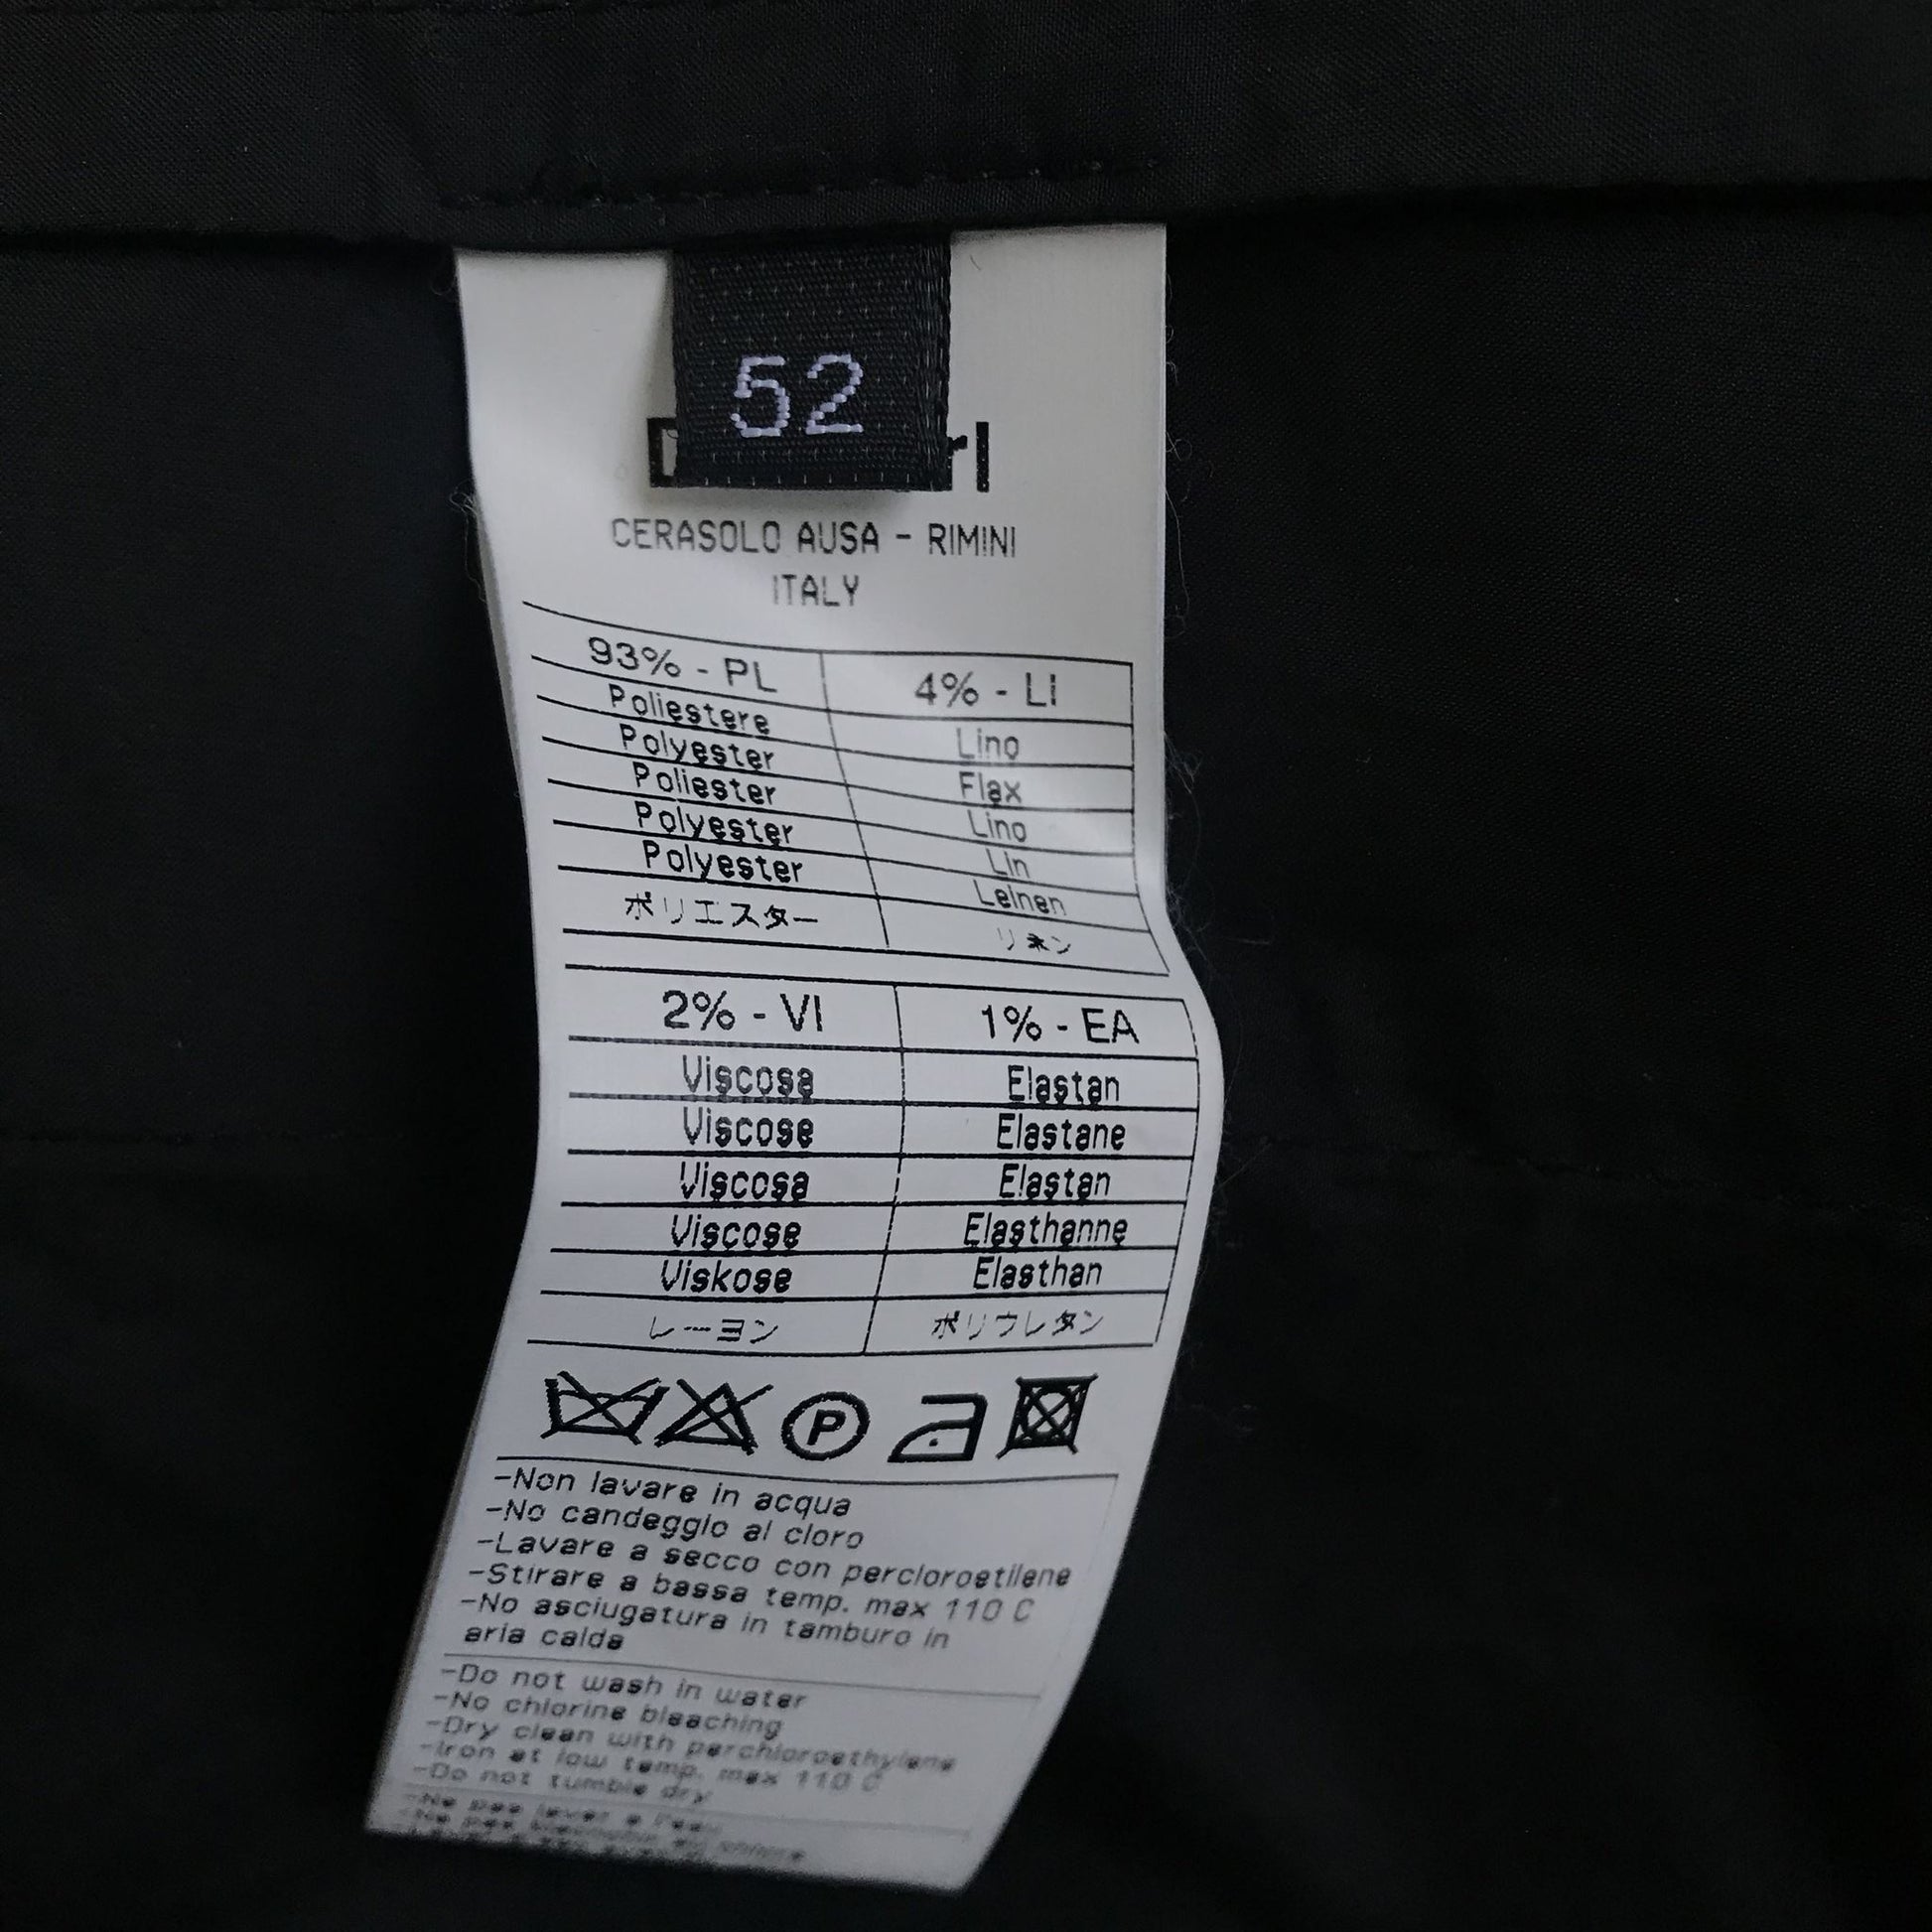 52
CERASOLO AUSA - RIMINI
ITALY
93% - PL 4% - LI
Poliestere Lino
Polyester Flax
Poliester Lino
Polyester Lin
Polyester Leinen
ポリエスター リネン
2% - VI 1% - EA
Viscosa Elastan
Viscose Elastane
Viscosa Elastan
Viscose Elasthanne
Viskose Elasthan
レーヨン ポリウレタン
P
-Non lavare in acqua
-No candeggio al cloro
-Lavare a secco con percloroetilene
-Stirare a bassa temp. max 110 C
-No asciugatura in tamburo in
aria calda
-Do not wash in water
-No chlorine bleaching
-Dry clean with perchloroethylene
-Iron at low temp. max 110 C
-Do not tumble dry